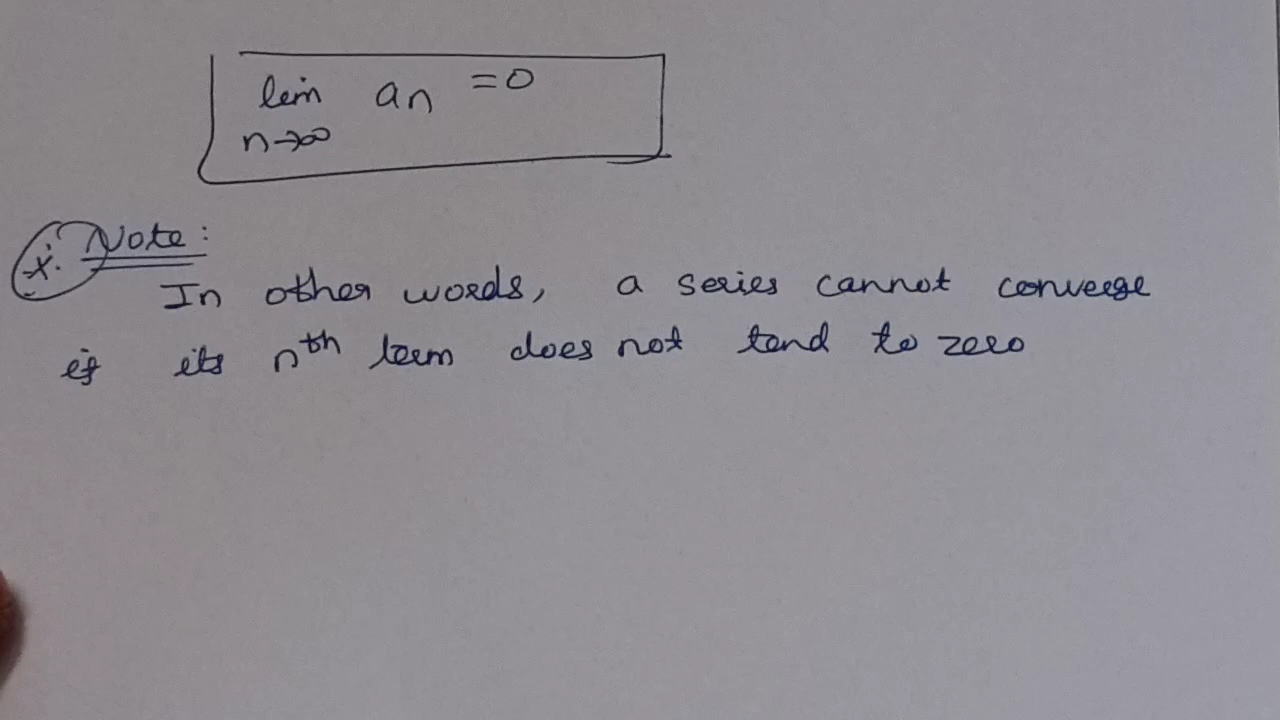 lim an = 0
n→∞
※ Note:
In other words, a series cannot converge
if its nth term does not tend to zero